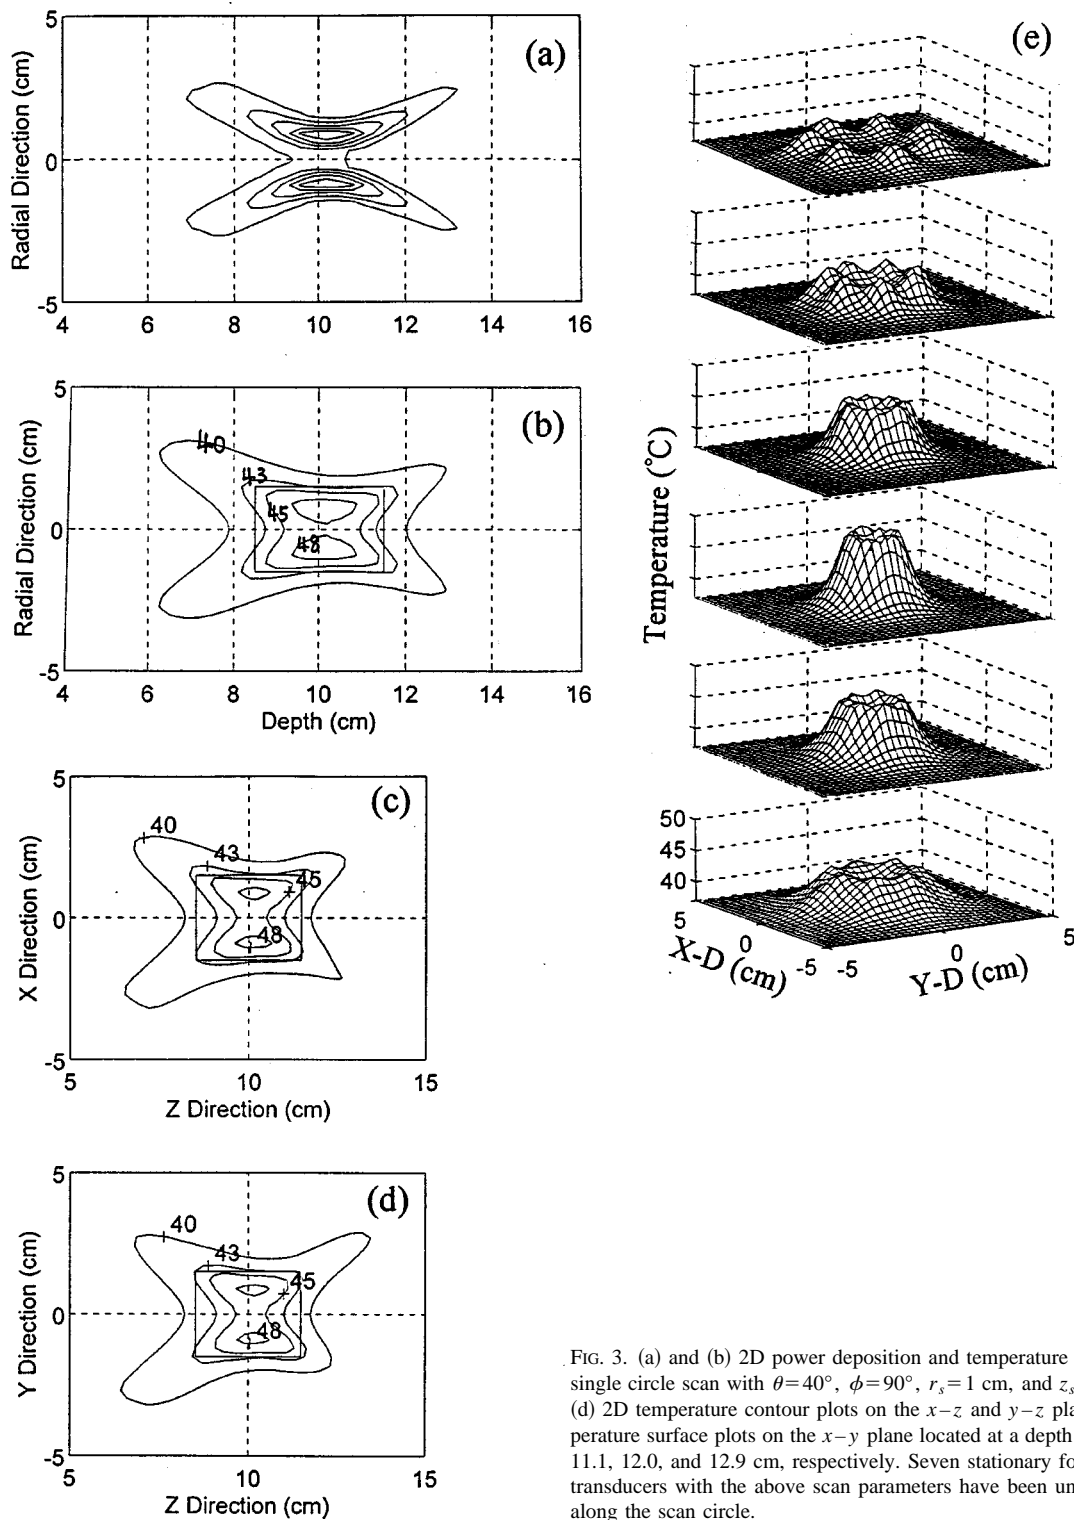 (a)
Radial Direction (cm)
5
0
-5
4 6 8 10 12 14 16
(b)
Radial Direction (cm)
5
0
-5
40
43
45
48
4 6 8 10 12 14 16
Depth (cm)
(c)
X Direction (cm)
5
0
-5
40
43
45
48
5 10 15
Z Direction (cm)
(d)
Y Direction (cm)
5
0
-5
40
43
45
48
5 10 15
Z Direction (cm)
(e)
Temperature (°C)
50
45
40
5 0 -5
X-D (cm)
-5 0 5
Y-D (cm)
FIG. 3. (a) and (b) 2D power deposition and temperature
single circle scan with θ=40°, ϕ=90°, r_s=1 cm, and z_s
(d) 2D temperature contour plots on the x–z and y–z pla
perature surface plots on the x–y plane located at a depth
11.1, 12.0, and 12.9 cm, respectively. Seven stationary fo
transducers with the above scan parameters have been un
along the scan circle.